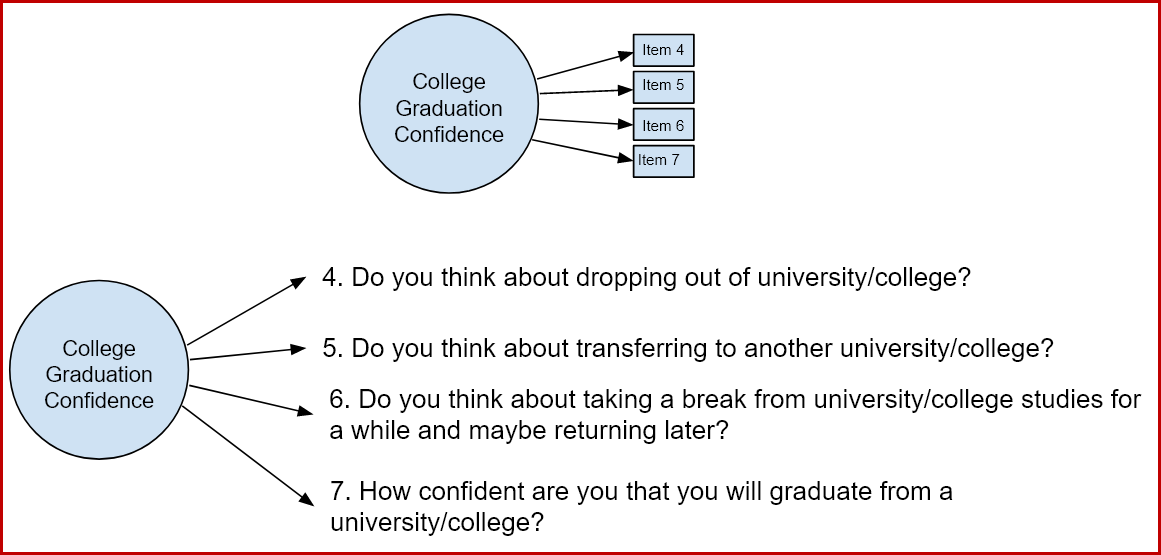 College
Graduation
Confidence
Item 4
Item 5
Item 6
Item 7
College
Graduation
Confidence
4. Do you think about dropping out of university/college?
5. Do you think about transferring to another university/college?
6. Do you think about taking a break from university/college studies for
a while and maybe returning later?
7. How confident are you that you will graduate from a
university/college?